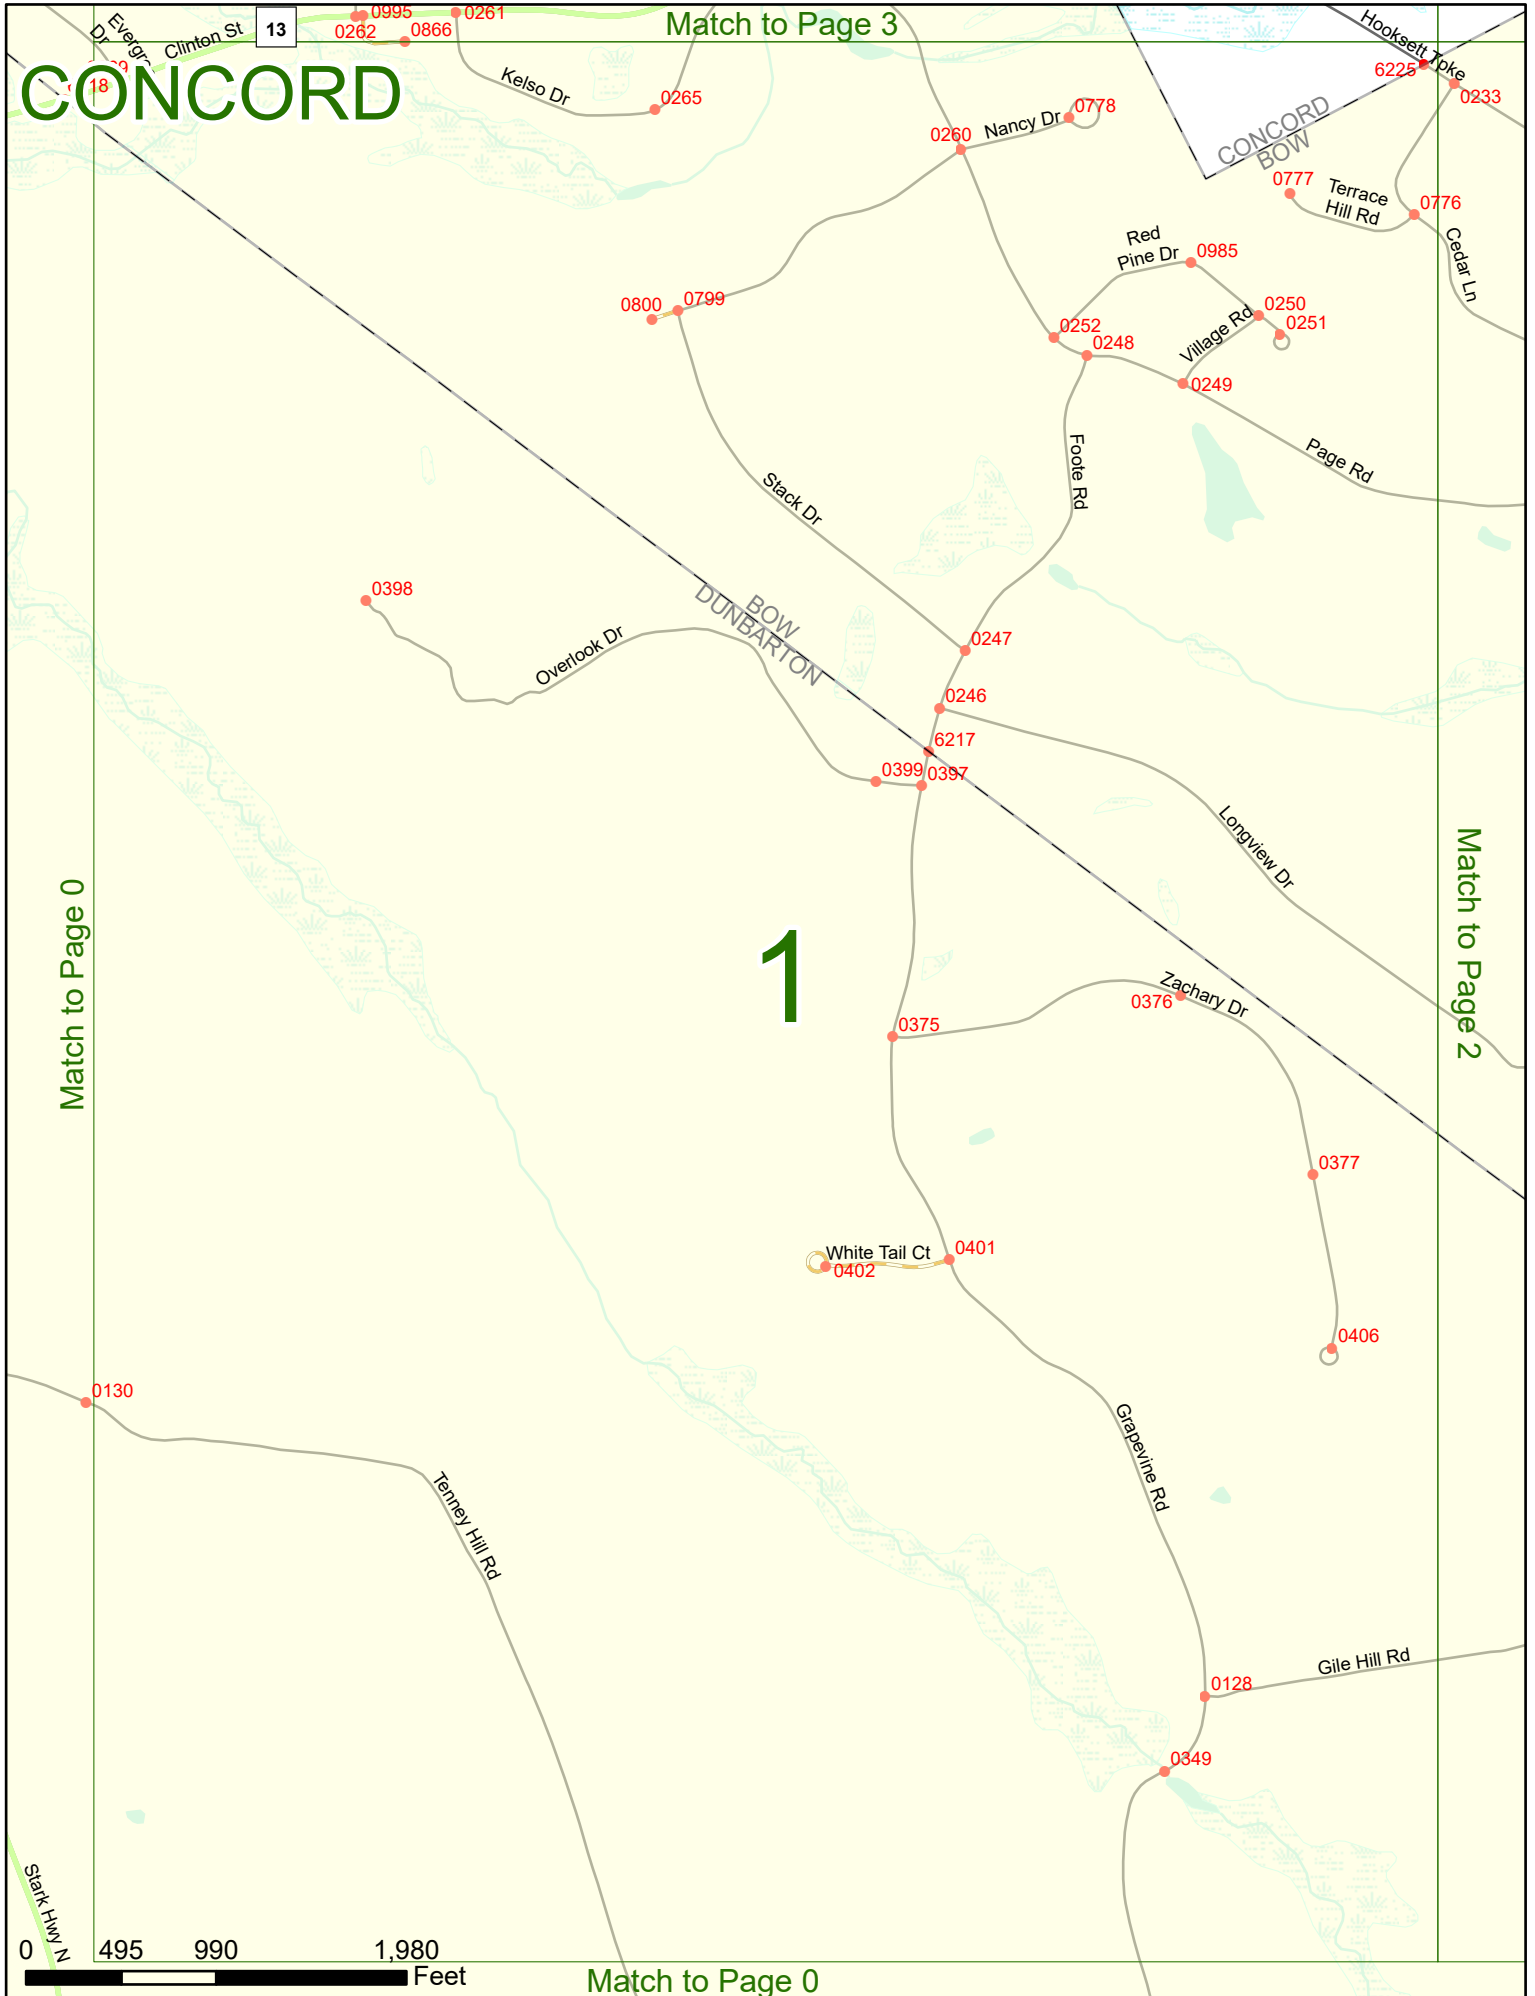 Match to Page 3
CONCORD
Dr
Clinton St
13
0995
0262
0866
0261
Kelso Dr
0265
0260
Nancy Dr
0778
Hooksett Tpke
6225
0233
CONCORD
BOW
0777
Terrace
Hill Rd
0776
Cedar Ln
18
Red
Pine Dr
0985
0250
0251
Village Rd
0252
0248
0249
Page Rd
0800
0799
Foote Rd
Stack Dr
0398
Overlook Dr
BOW
DUNBARTON
0247
0246
6217
0399
0397
Longview Dr
Match to Page 0
1
Match to Page 2
0375
0376
Zachary Dr
0377
White Tail Ct
0401
0402
0406
0130
Grapevine Rd
Tenney Hill Rd
Gile Hill Rd
0128
0349
Stark Hwy N
0 495 990 1,980
Feet
Match to Page 0